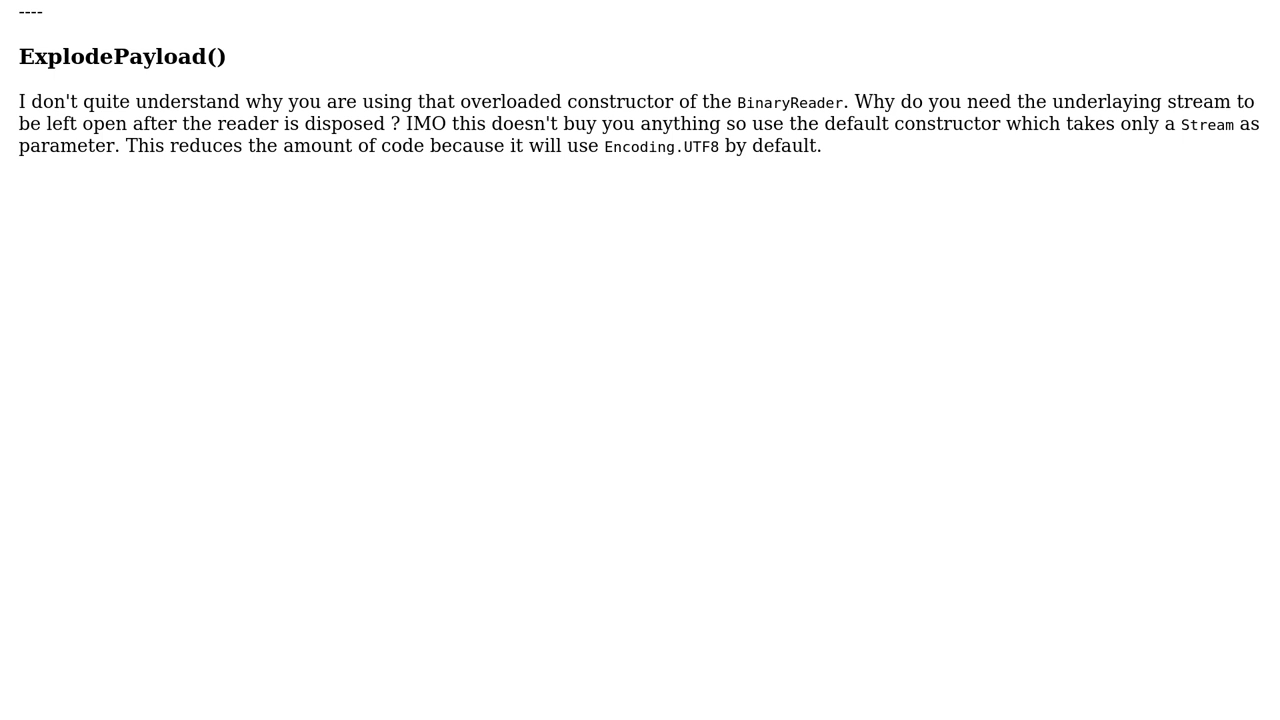 ----
ExplodePayload()
I don't quite understand why you are using that overloaded constructor of the BinaryReader. Why do you need the underlaying stream to
be left open after the reader is disposed ? IMO this doesn't buy you anything so use the default constructor which takes only a Stream as
parameter. This reduces the amount of code because it will use Encoding.UTF8 by default.